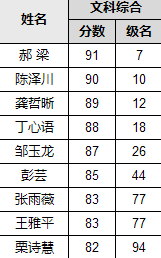 姓名 文科综合
分数 级名
郝 梁 91 7
陈泽川 90 10
龚哲晰 89 12
丁心语 88 18
邹玉龙 87 26
彭芸 85 44
张雨薇 83 77
王雅平 83 77
栗诗慧 82 94